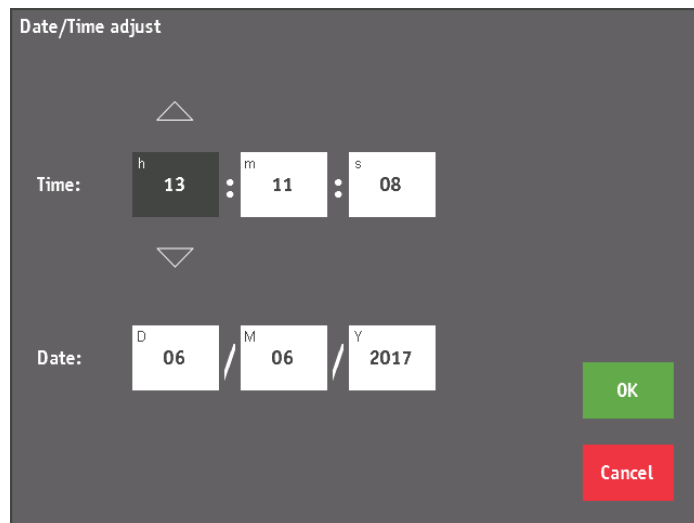 Date/Time adjust
h m s
Time: 13 : 11 : 08
D M Y
Date: 06 / 06 / 2017
OK
Cancel